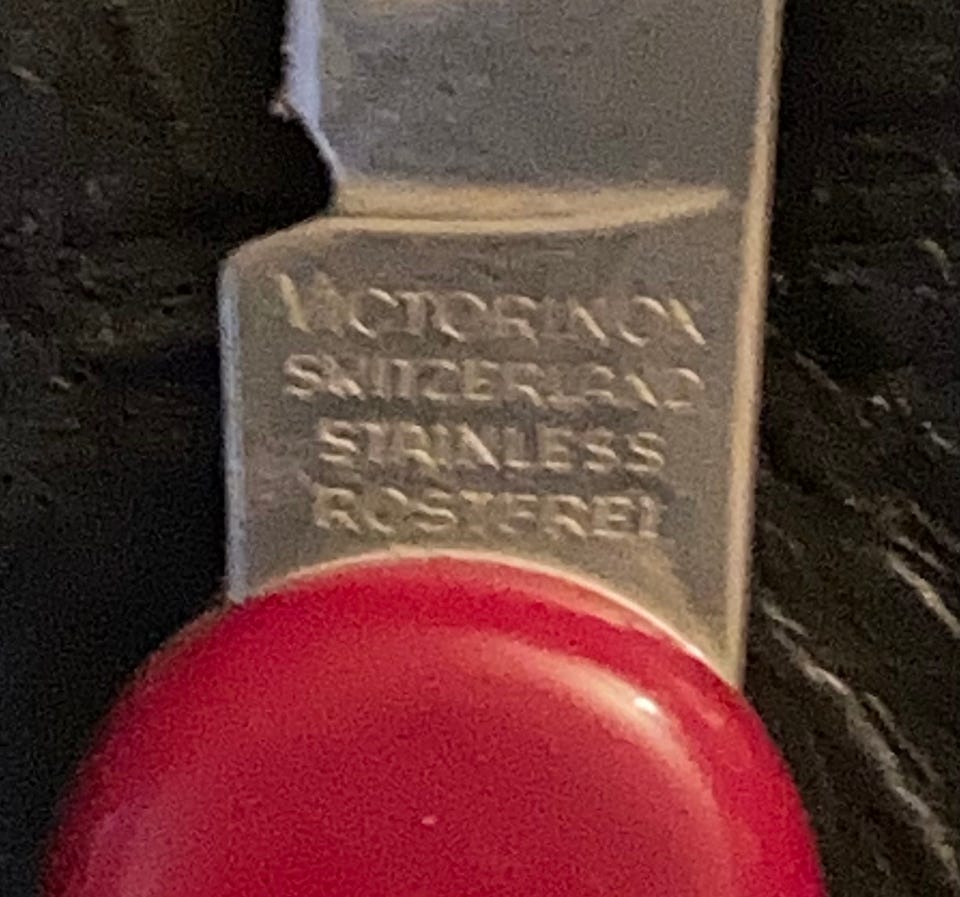 VICTORINOX
SWITZERLAND
STAINLESS
ROSTFREI